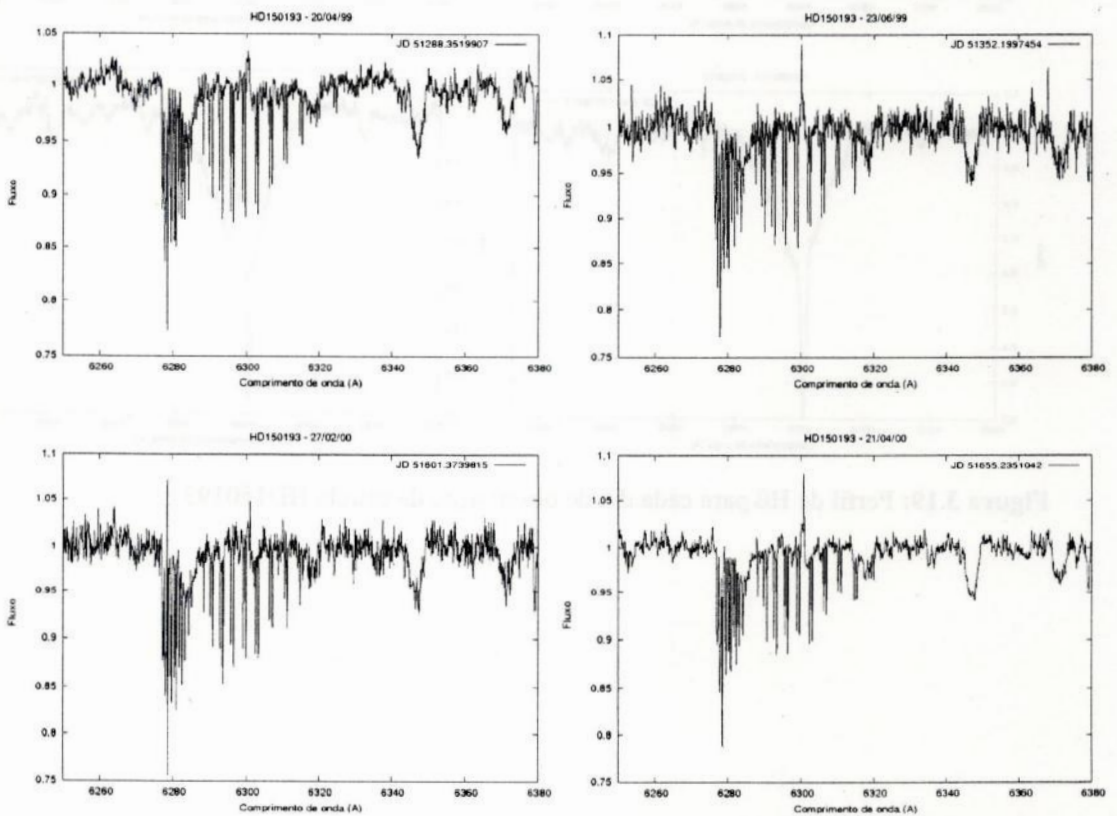 HD150193 - 20/04/99
JD 51288.3519907
1.05
1
0.95
0.9
0.85
0.8
0.75
Fluxo
6260 6280 6300 6320 6340 6360 6380
Comprimento de onda (A)
HD150193 - 23/06/99
JD 51352.1997454
1.1
1.05
1
0.95
0.9
0.85
0.8
0.75
Fluxo
6260 6280 6300 6320 6340 6360 6380
Comprimento de onda (A)
HD150193 - 27/02/00
JD 51601.3739815
1.1
1.05
1
0.95
0.9
0.85
0.8
0.75
Fluxo
6260 6280 6300 6320 6340 6360 6380
Comprimento de onda (A)
HD150193 - 21/04/00
JD 51655.2351042
1.1
1.05
1
0.95
0.9
0.85
0.8
0.75
Fluxo
6260 6280 6300 6320 6340 6360 6380
Comprimento de onda (A)